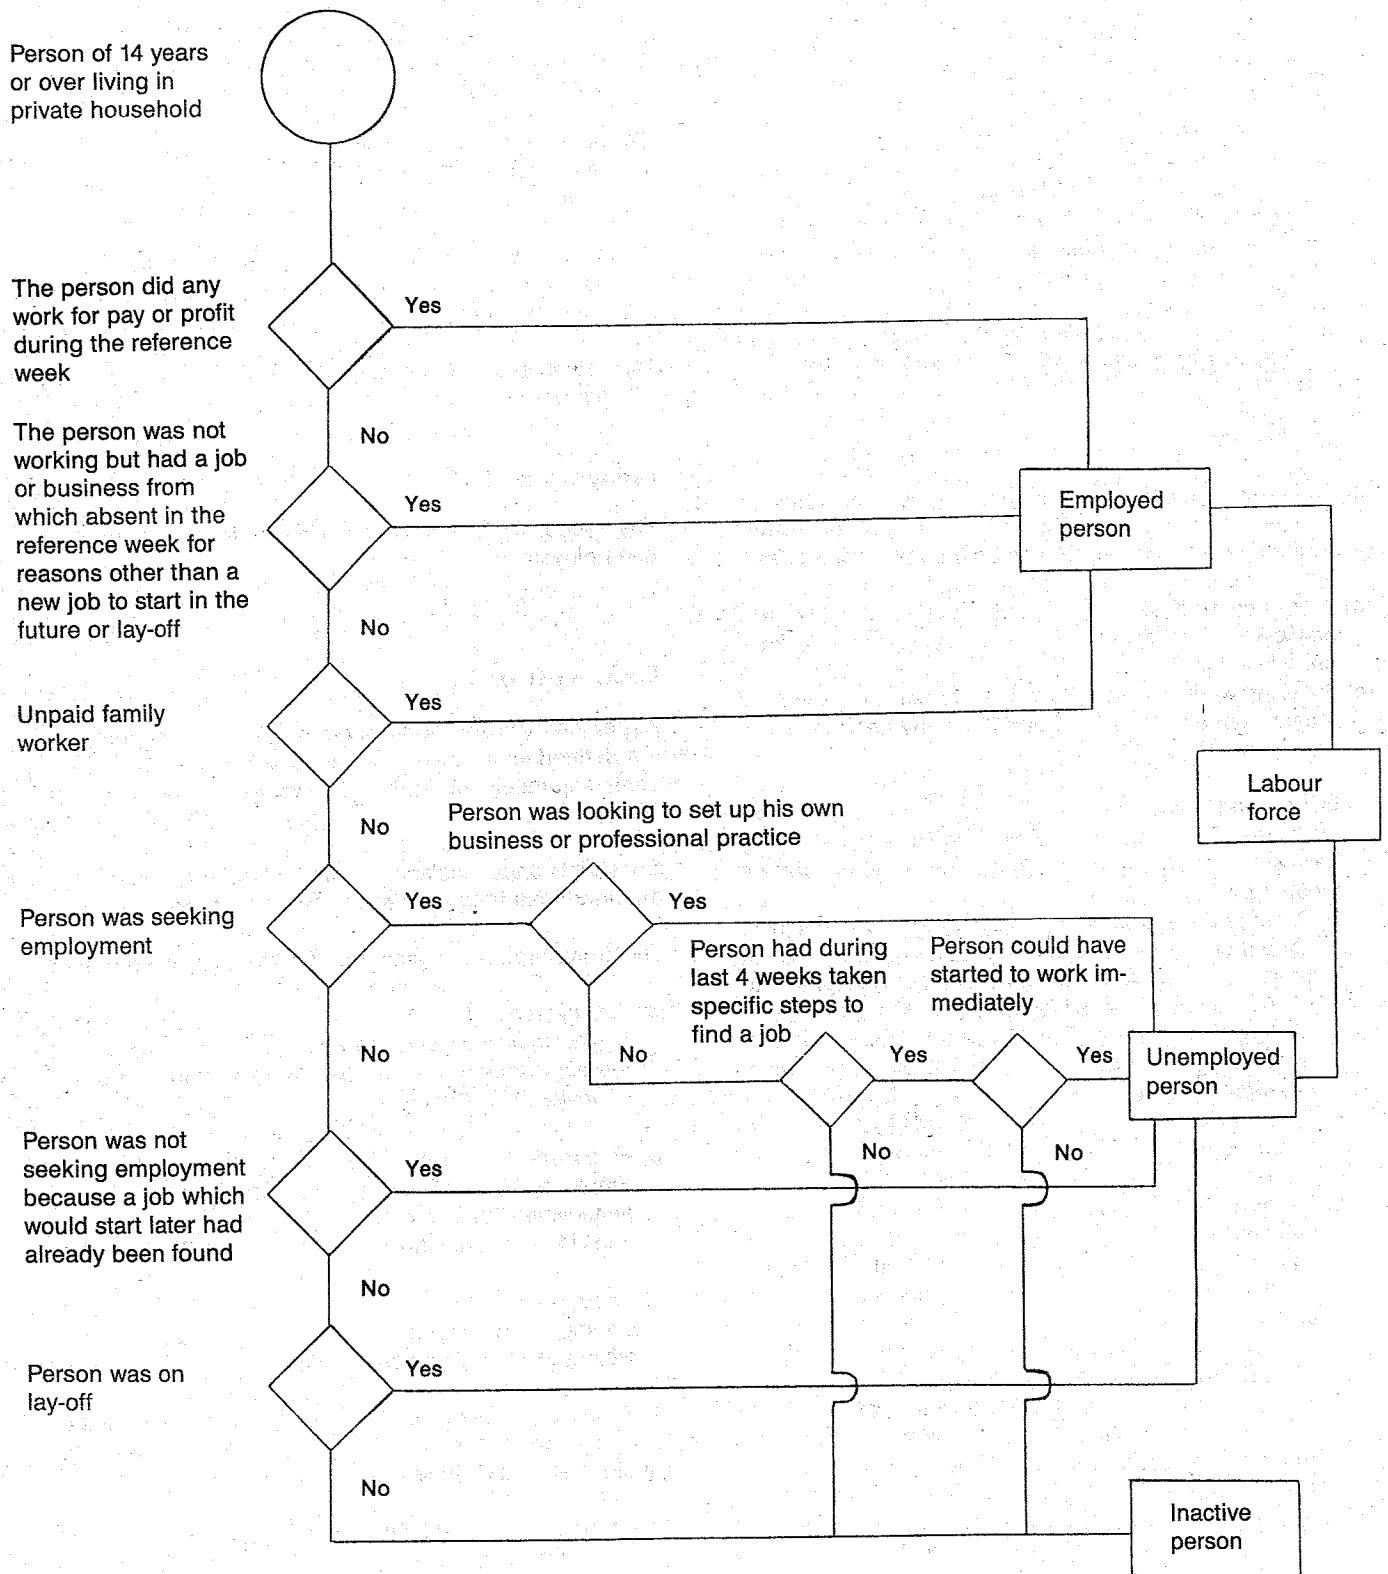 Person of 14 years
or over living in
private household
The person did any
work for pay or profit
during the reference
week
Yes
No
The person was not
working but had a job
or business from
which absent in the
reference week for
reasons other than a
new job to start in the
future or lay-off
Yes
No
Employed
person
Unpaid family
worker
Yes
No
Labour
force
Person was looking to set up his own
business or professional practice
Person was seeking
employment
Yes
Yes
No
No
Person had during
last 4 weeks taken
specific steps to
find a job
Yes
No
Person could have
started to work im-
mediately
Yes
No
Unemployed
person
Person was not
seeking employment
because a job which
would start later had
already been found
Yes
No
Person was on
lay-off
Yes
No
Inactive
person